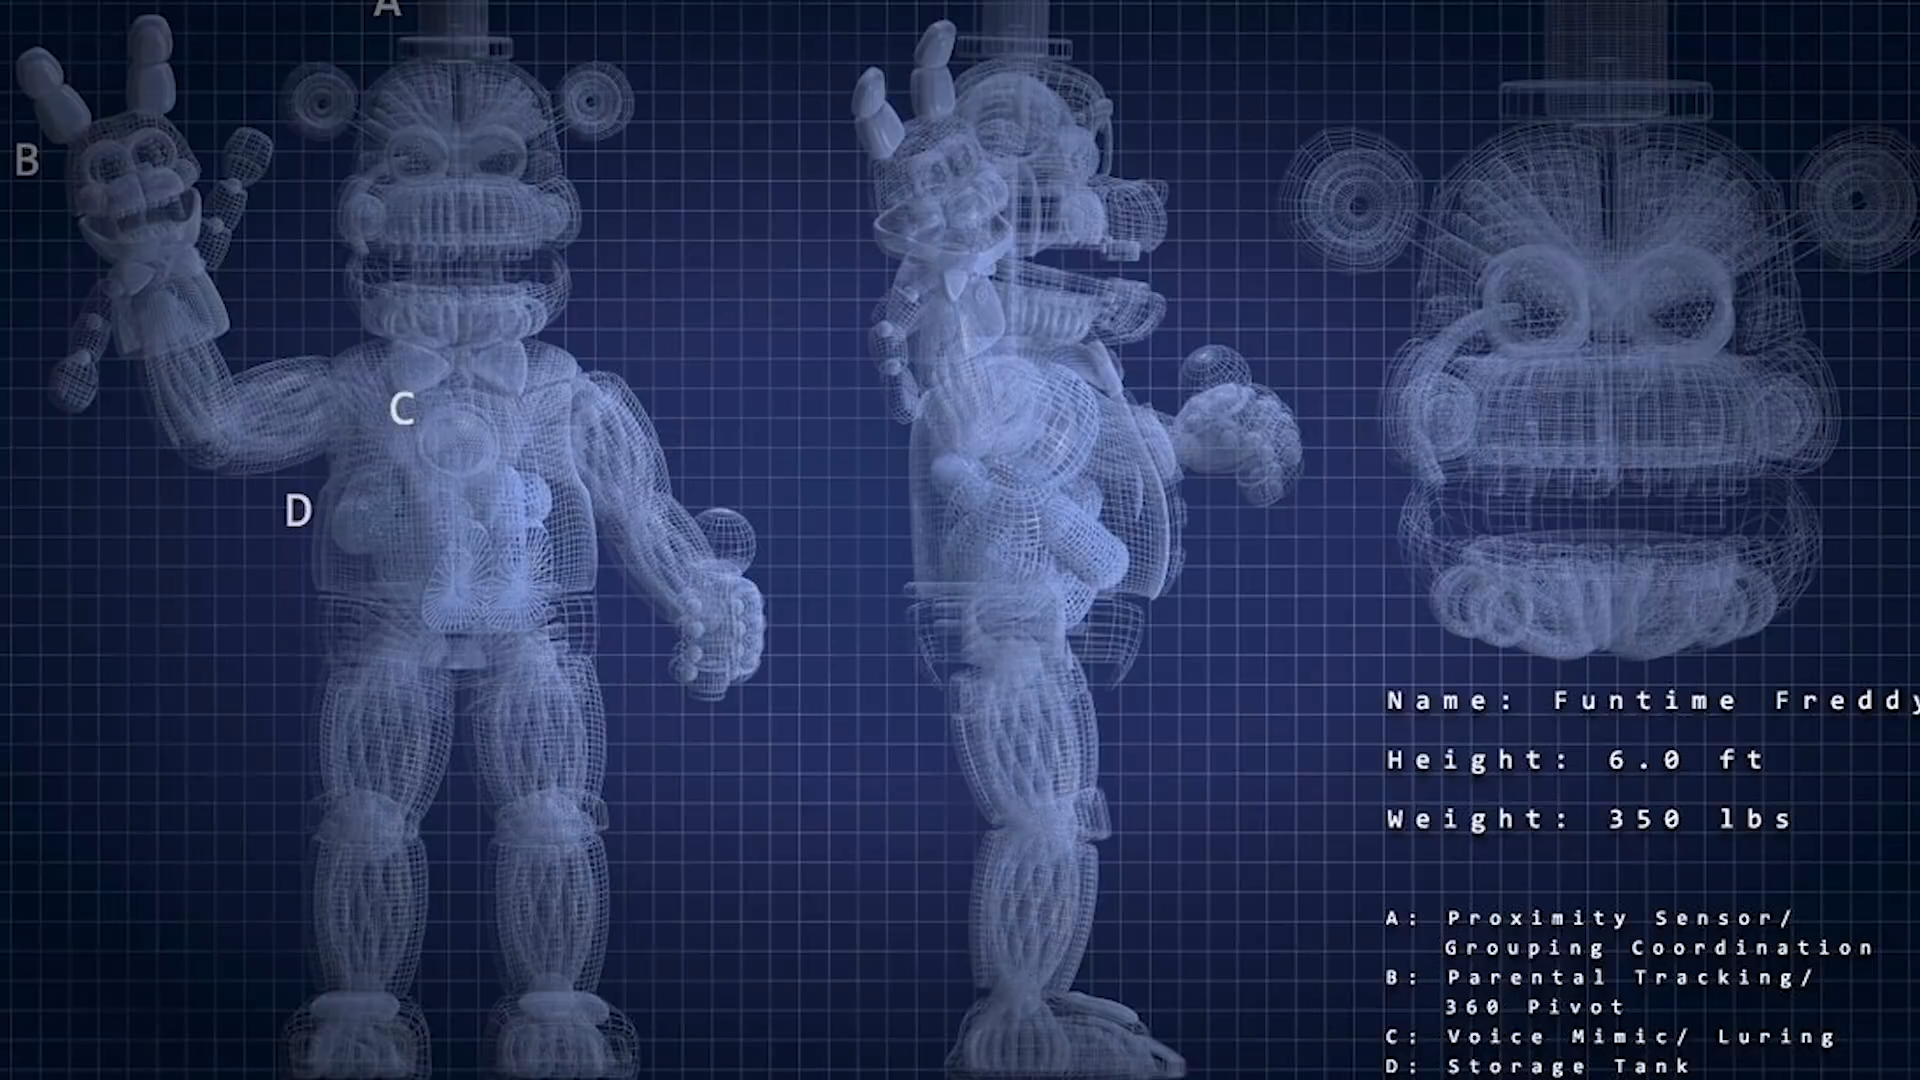 A
B
C
D
Name: Funtime Freddy
Height: 6.0 ft
Weight: 350 lbs
A: Proximity Sensor/
Grouping Coordination
B: Parental Tracking/
360 Pivot
C: Voice Mimic/ Luring
D: Storage Tank